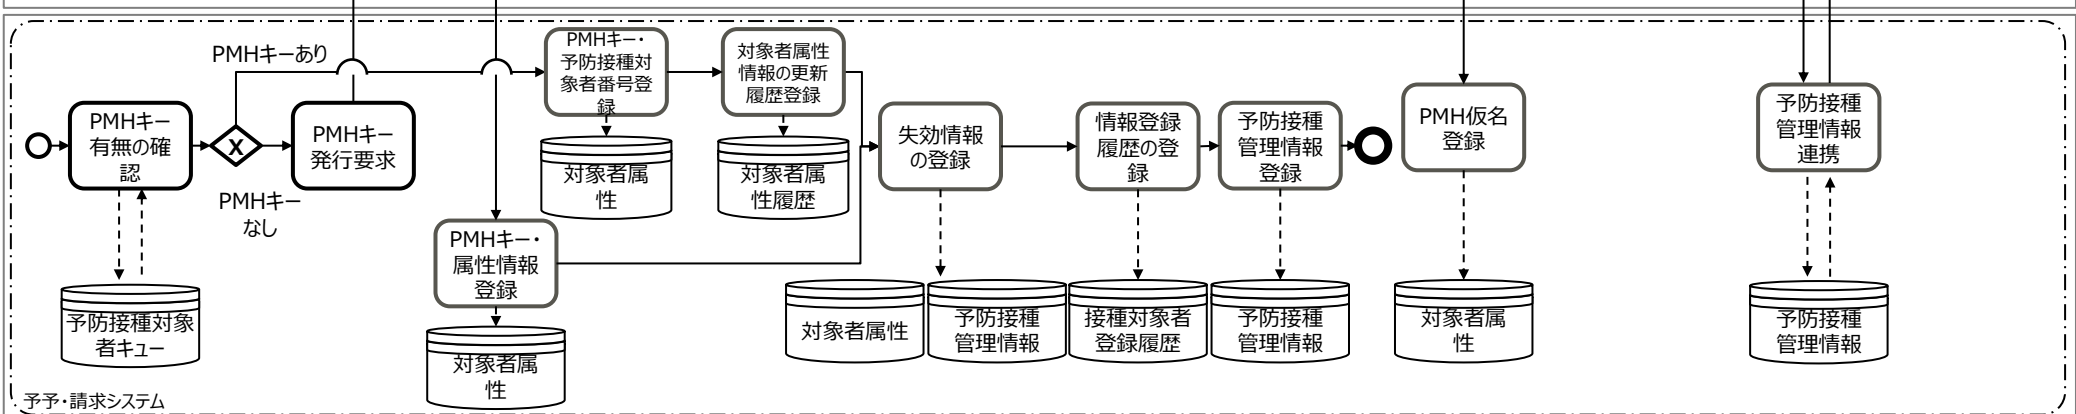 PMHキーあり
PMHキー・
予防接種対
象者番号登
録
対象者属性
情報の更新
履歴登録
PMHキー
有無の確
認
X
PMHキー
発行要求
失効情報
の登録
情報登録
履歴の登
録
予防接種
管理情報
登録
PMH仮名
登録
予防接種
管理情報
連携
対象者属
性
対象者属
性履歴
PMHキー
なし
PMHキー・
属性情報
登録
予防接種対象
者キュー
対象者属性
予防接種
管理情報
接種対象者
登録履歴
予防接種
管理情報
対象者属
性
予防接種
管理情報
対象者属
性
予予・請求システム